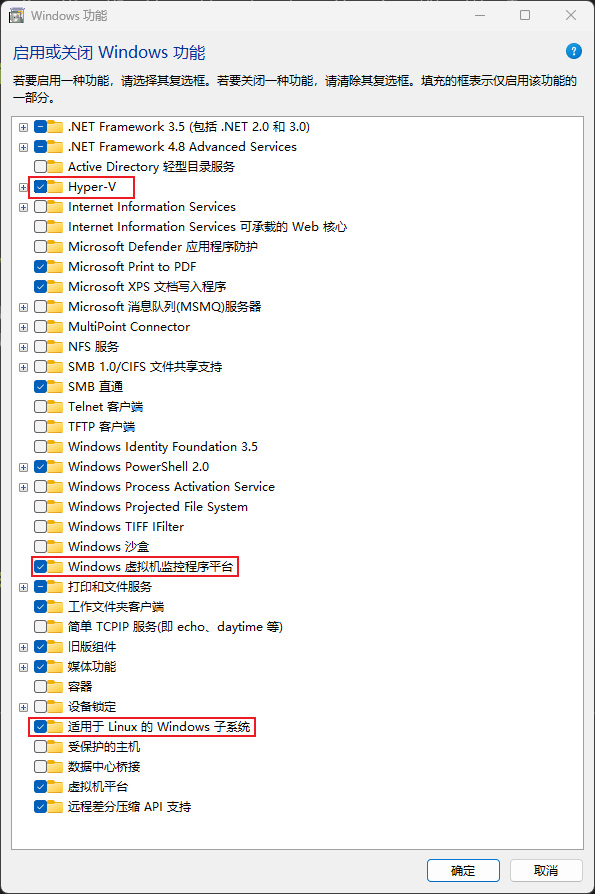 Windows 功能
启用或关闭 Windows 功能
若要启用一种功能，请选择其复选框。若要关闭一种功能，请清除其复选框。填充的框表示仅启用该功能的
一部分。
.NET Framework 3.5 (包括 .NET 2.0 和 3.0)
.NET Framework 4.8 Advanced Services
Active Directory 轻型目录服务
Hyper-V
Internet Information Services
Internet Information Services 可承载的 Web 核心
Microsoft Defender 应用程序防护
Microsoft Print to PDF
Microsoft XPS 文档写入程序
Microsoft 消息队列(MSMQ)服务器
MultiPoint Connector
NFS 服务
SMB 1.0/CIFS 文件共享支持
SMB 直通
Telnet 客户端
TFTP 客户端
Windows Identity Foundation 3.5
Windows PowerShell 2.0
Windows Process Activation Service
Windows Projected File System
Windows TIFF IFilter
Windows 沙盒
Windows 虚拟机监控程序平台
打印和文件服务
工作文件夹客户端
简单 TCPIP 服务(即 echo、daytime 等)
旧版组件
媒体功能
容器
设备锁定
适用于 Linux 的 Windows 子系统
受保护的主机
数据中心桥接
虚拟机平台
远程差分压缩 API 支持
确定
取消